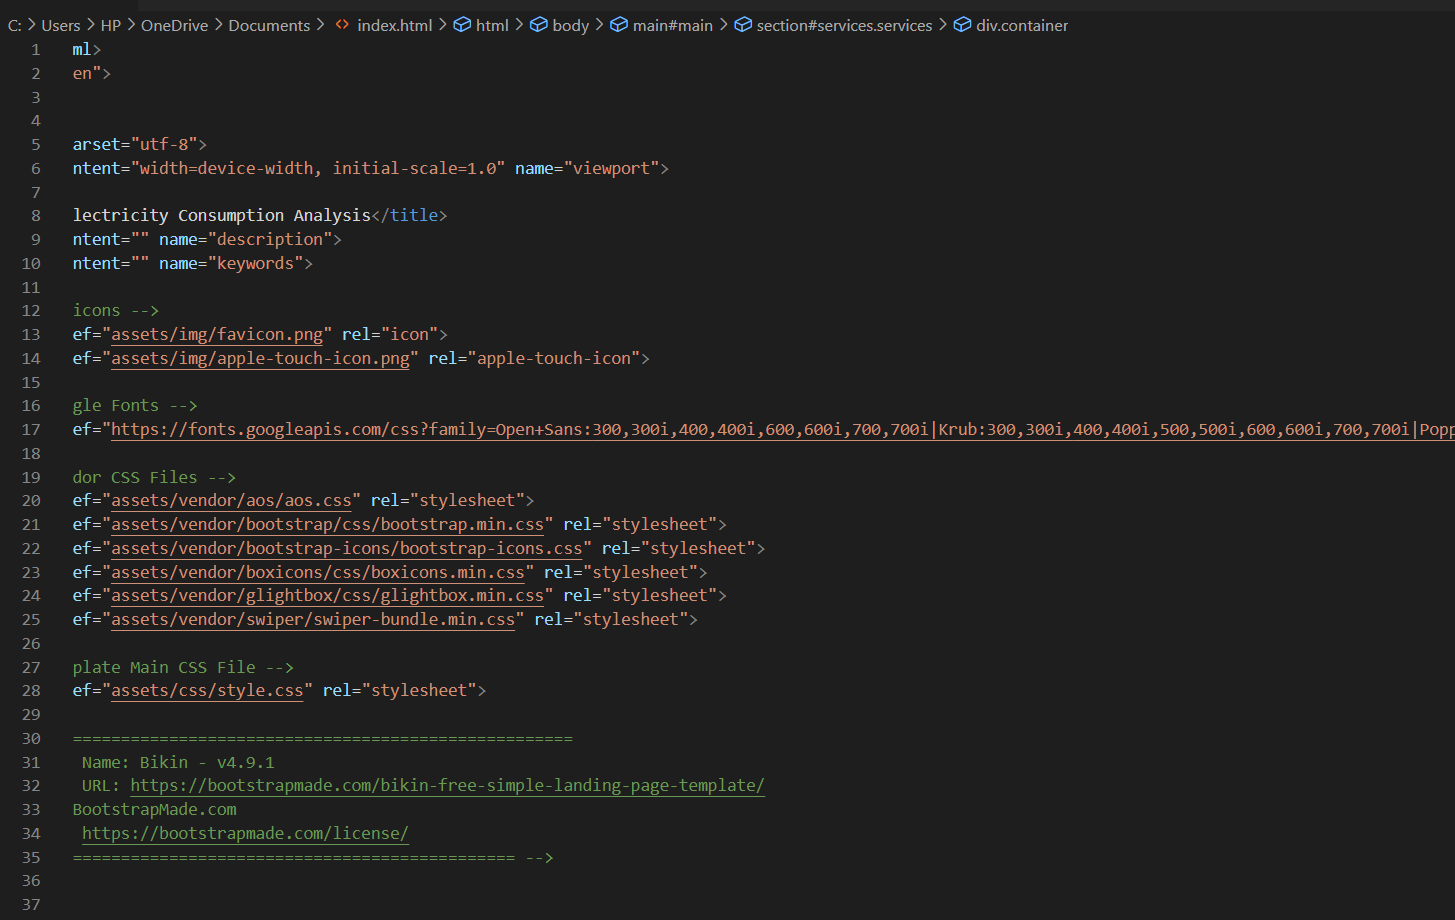 C: > Users > HP > OneDrive > Documents > <> index.html > html > body > main#main > section#services.services > div.container
1 ml>
2 en">
3
4
5 arset="utf-8">
6 ntent="width=device-width, initial-scale=1.0" name="viewport">
7
8 lectricity Consumption Analysis</title>
9 ntent="" name="description">
10 ntent="" name="keywords">
11
12 icons -->
13 ef="assets/img/favicon.png" rel="icon">
14 ef="assets/img/apple-touch-icon.png" rel="apple-touch-icon">
15
16 gle Fonts -->
17 ef="https://fonts.googleapis.com/css?family=Open+Sans:300,300i,400,400i,600,600i,700,700i|Krub:300,300i,400,400i,500,500i,600,600i,700,700i|Popp
18
19 dor CSS Files -->
20 ef="assets/vendor/aos/aos.css" rel="stylesheet">
21 ef="assets/vendor/bootstrap/css/bootstrap.min.css" rel="stylesheet">
22 ef="assets/vendor/bootstrap-icons/bootstrap-icons.css" rel="stylesheet">
23 ef="assets/vendor/boxicons/css/boxicons.min.css" rel="stylesheet">
24 ef="assets/vendor/glightbox/css/glightbox.min.css" rel="stylesheet">
25 ef="assets/vendor/swiper/swiper-bundle.min.css" rel="stylesheet">
26
27 plate Main CSS File -->
28 ef="assets/css/style.css" rel="stylesheet">
29
30 ====================================================
31 Name: Bikin - v4.9.1
32 URL: https://bootstrapmade.com/bikin-free-simple-landing-page-template/
33 BootstrapMade.com
34 https://bootstrapmade.com/license/
35 ============================================== -->
36
37